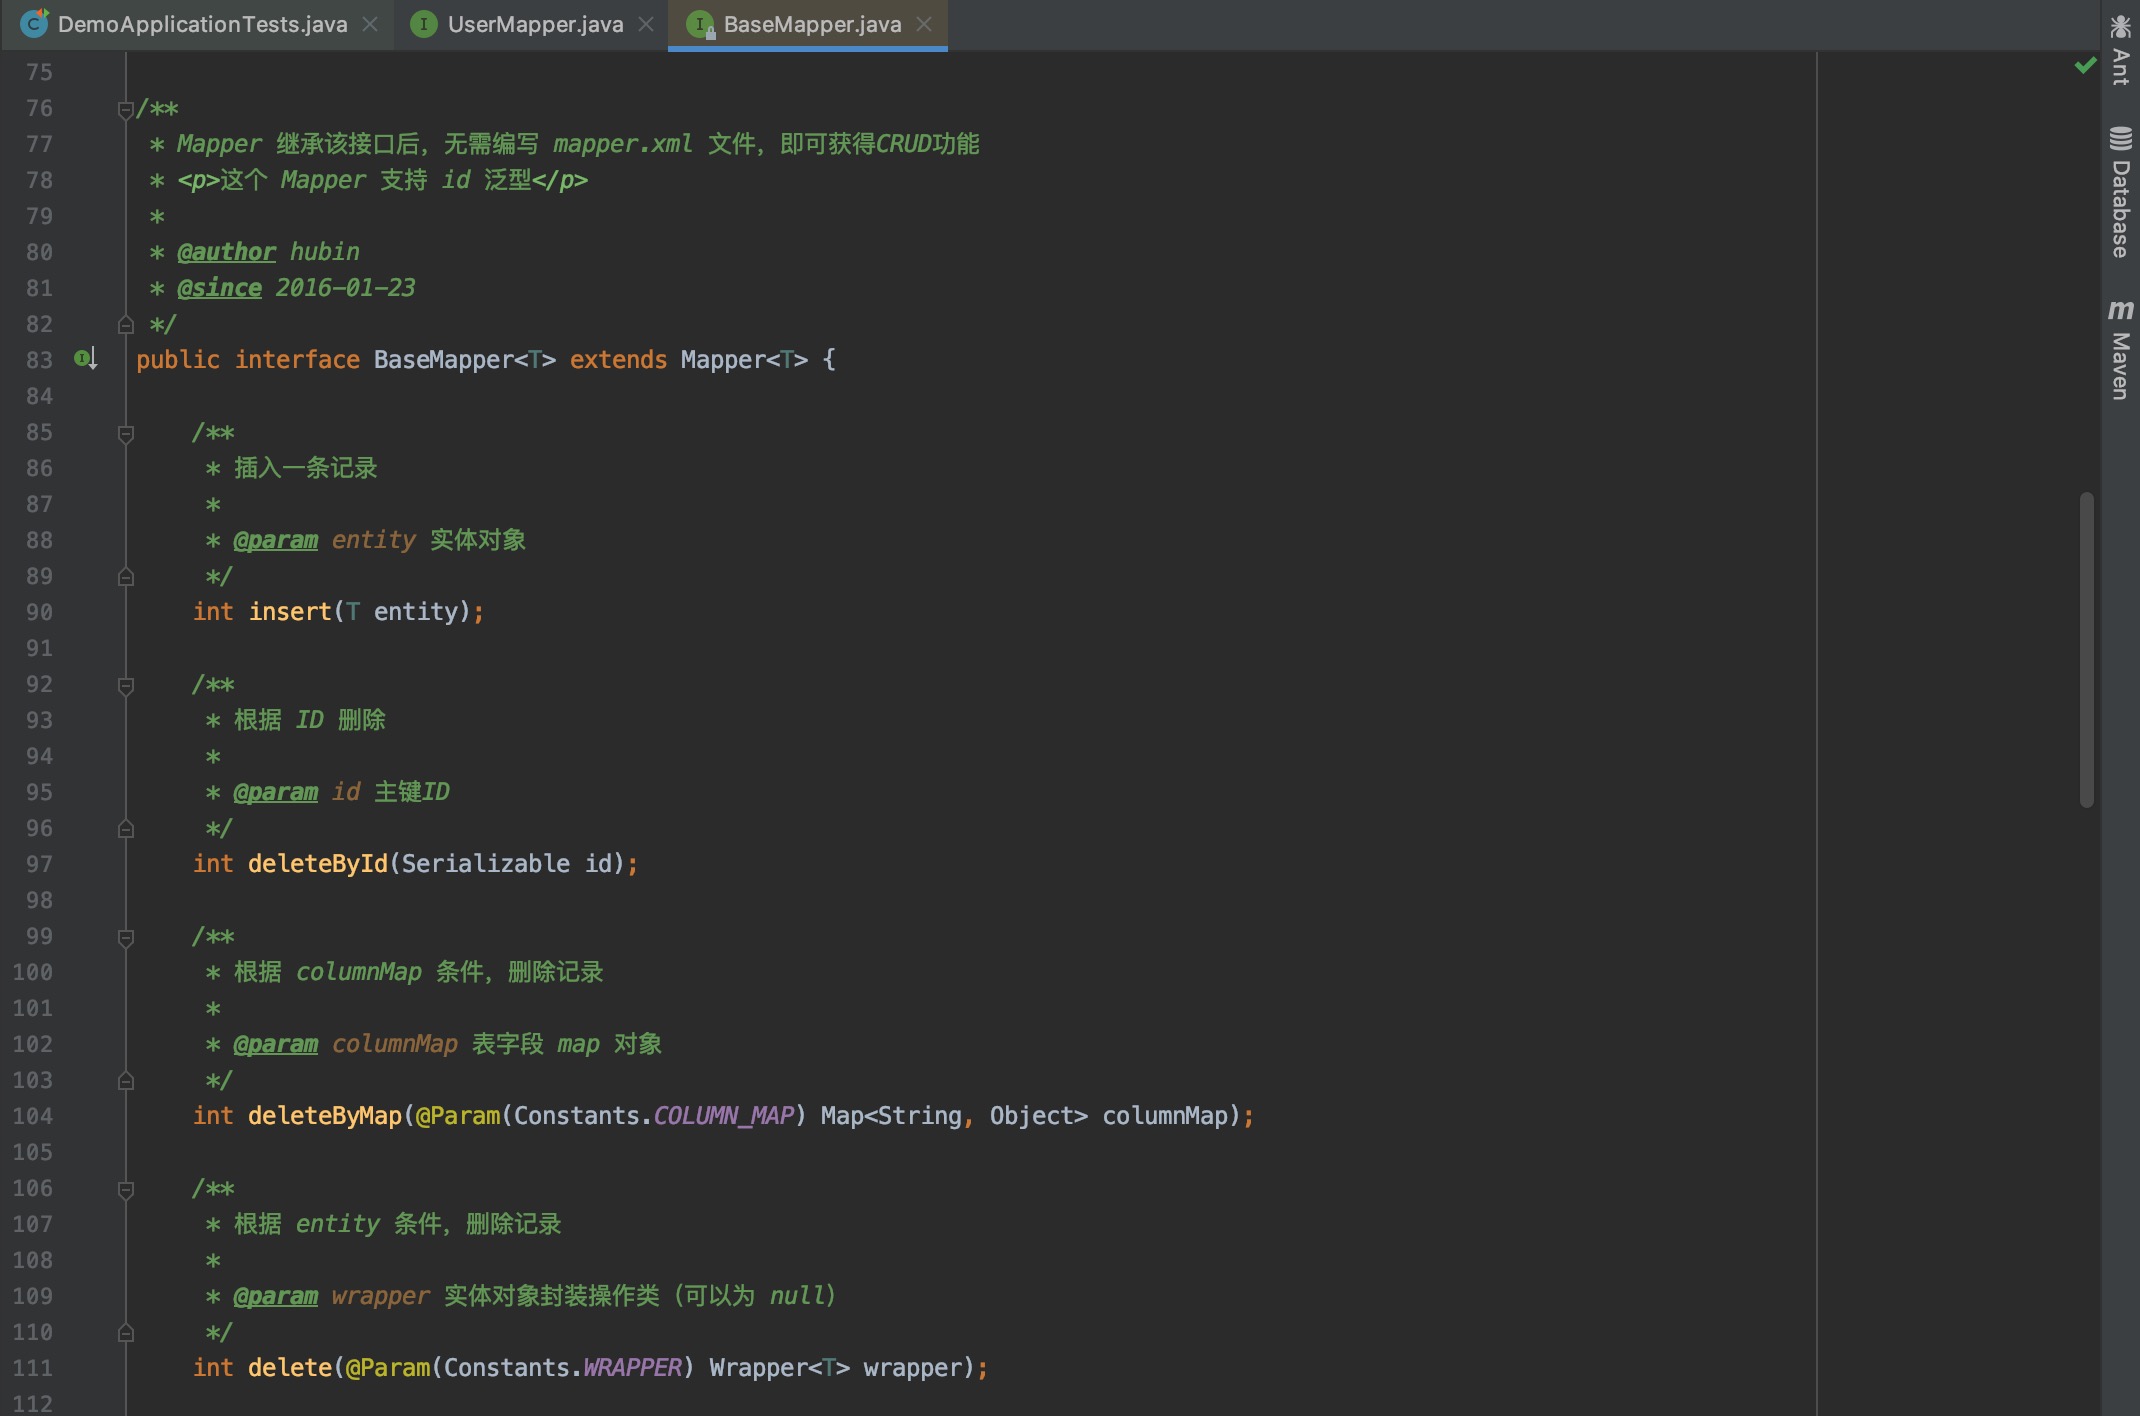 DemoApplicationTests.java
UserMapper.java
BaseMapper.java
75
76 /**
77 * Mapper 继承该接口后，无需编写 mapper.xml 文件，即可获得CRUD功能
78 * <p>这个 Mapper 支持 id 泛型</p>
79 *
80 * @author hubin
81 * @since 2016-01-23
82 */
83 public interface BaseMapper<T> extends Mapper<T> {
84
85 /**
86 * 插入一条记录
87 *
88 * @param entity 实体对象
89 */
90 int insert(T entity);
91
92 /**
93 * 根据 ID 删除
94 *
95 * @param id 主键ID
96 */
97 int deleteById(Serializable id);
98
99 /**
100 * 根据 columnMap 条件，删除记录
101 *
102 * @param columnMap 表字段 map 对象
103 */
104 int deleteByMap(@Param(Constants.COLUMN_MAP) Map<String, Object> columnMap);
105
106 /**
107 * 根据 entity 条件，删除记录
108 *
109 * @param wrapper 实体对象封装操作类（可以为 null）
110 */
111 int delete(@Param(Constants.WRAPPER) Wrapper<T> wrapper);
112
Ant
Database
m Maven